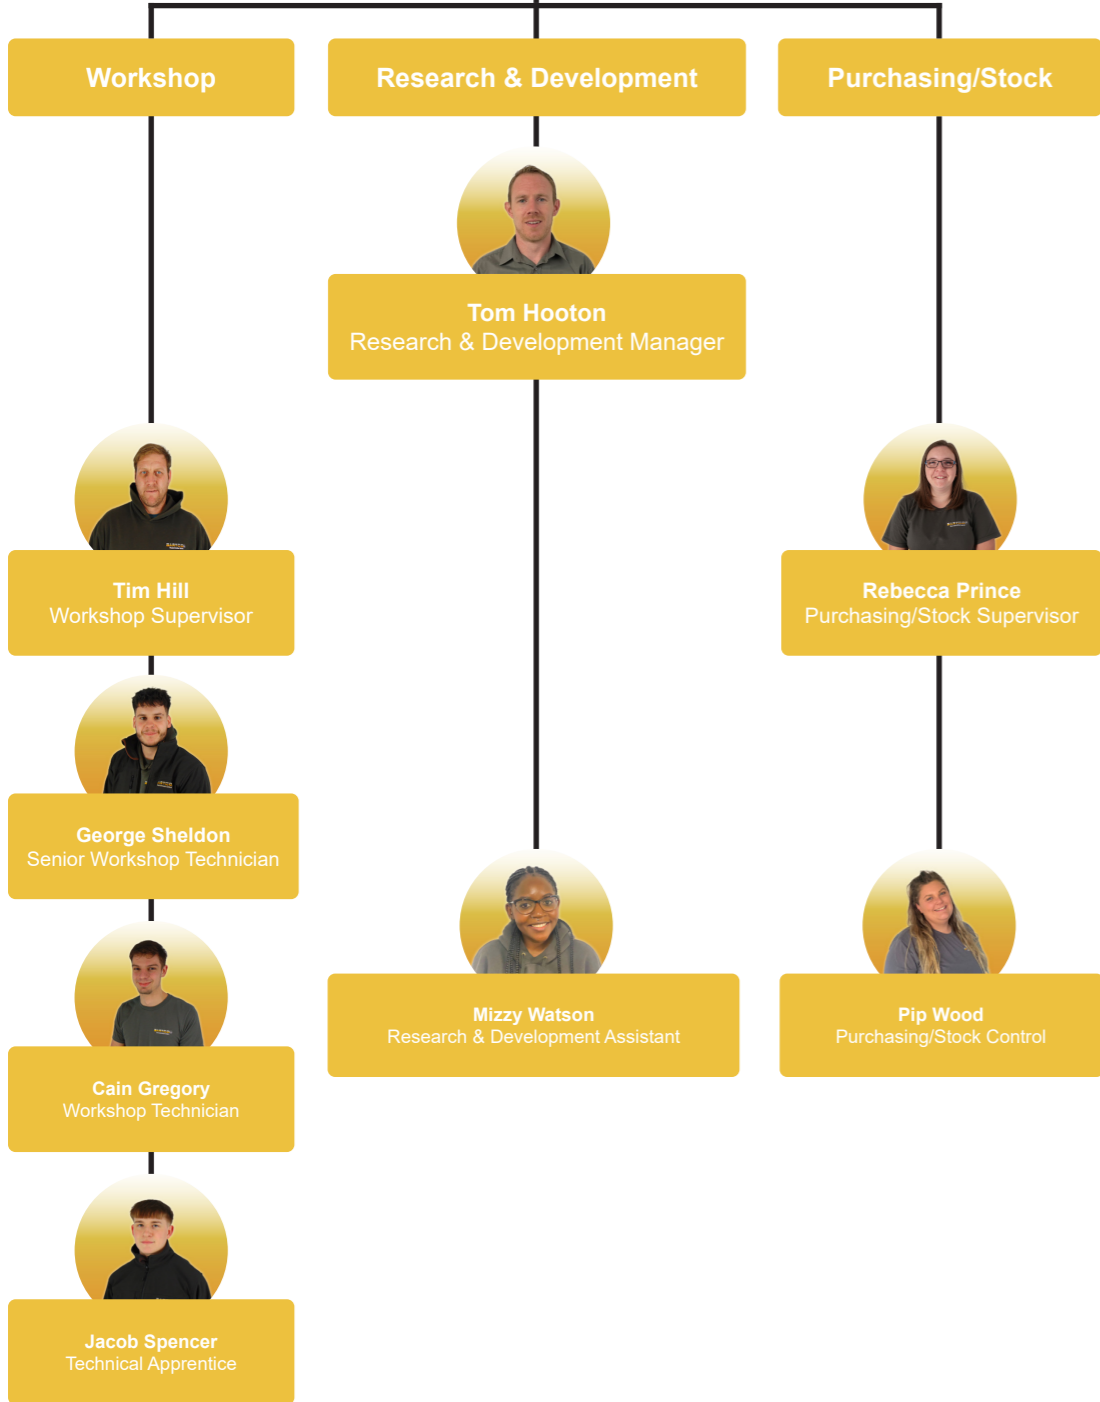 Workshop
Research & Development
Purchasing/Stock
Tom Hooton
Research & Development Manager
Tim Hill
Workshop Supervisor
Rebecca Prince
Purchasing/Stock Supervisor
George Sheldon
Senior Workshop Technician
Mizzy Watson
Research & Development Assistant
Pip Wood
Purchasing/Stock Control
Cain Gregory
Workshop Technician
Jacob Spencer
Technical Apprentice